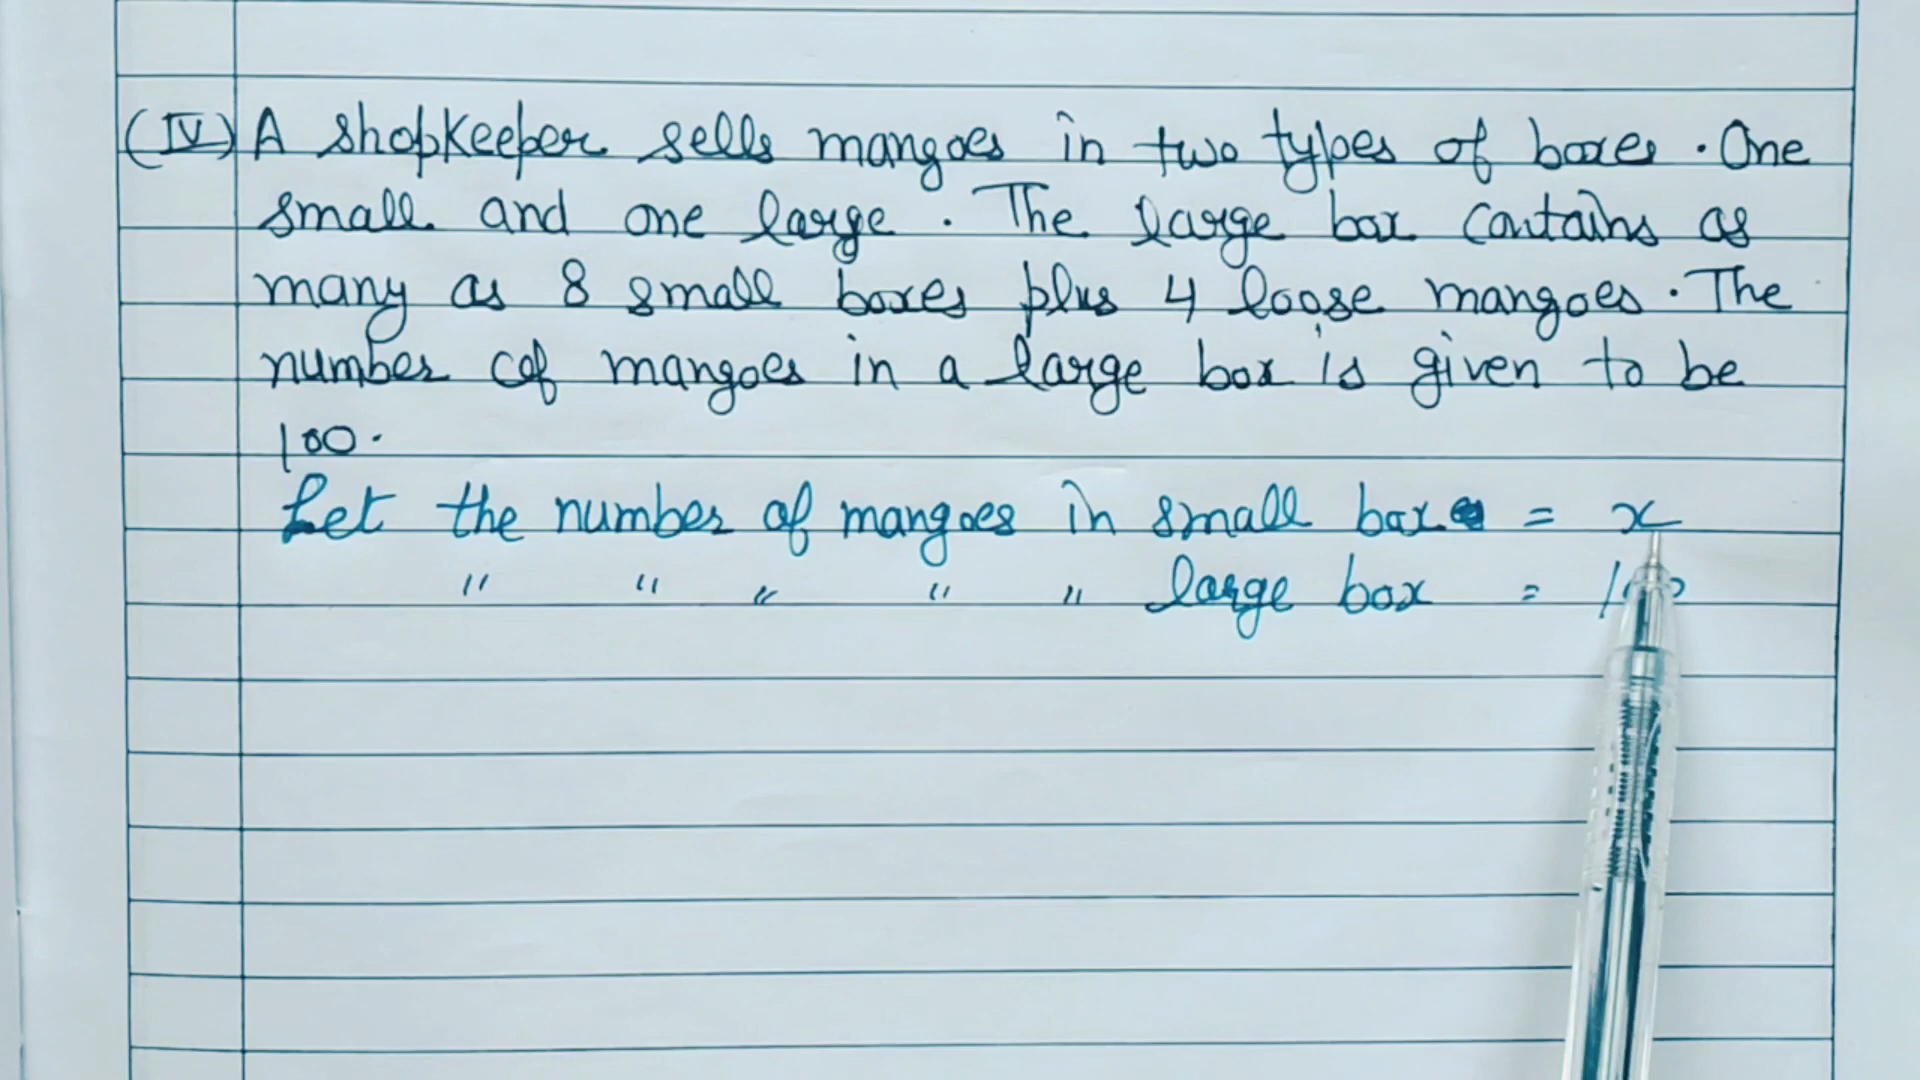 (IV) A shopkeeper sells mangoes in two types of boxes. One
small and one large. The large box contains as
many as 8 small boxes plus 4 loose mangoes. The
number of mangoes in a large box is given to be
100.
Let the number of mangoes in small box = x
" " " " " large box = 100